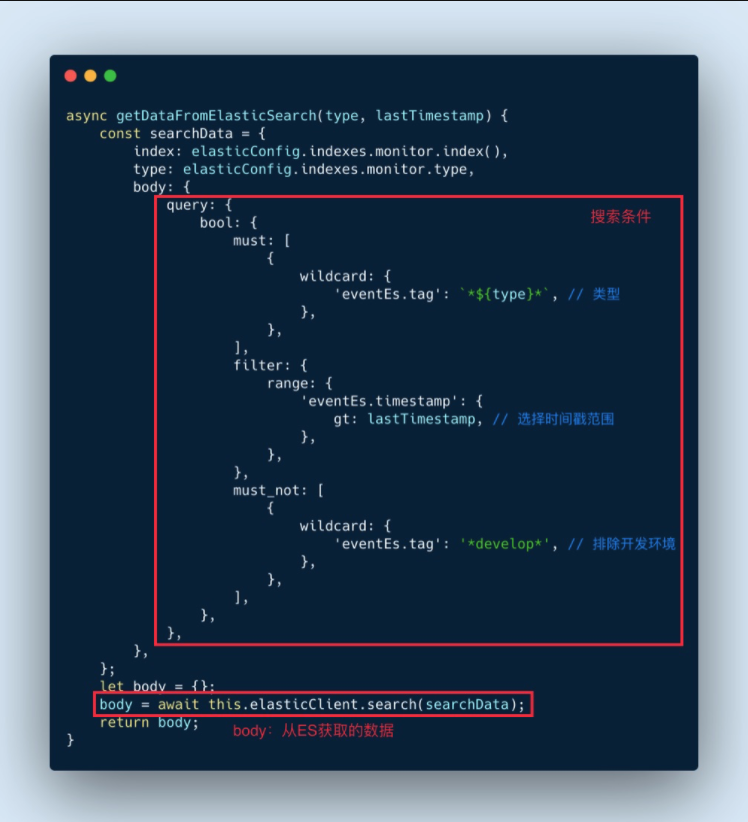 async getDataFromElasticSearch(type, lastTimestamp) {
    const searchData = {
        index: elasticConfig.indexes.monitor.index(),
        type: elasticConfig.indexes.monitor.type,
        body: {
            query: {
搜索条件
                bool: {
                    must: [
                        {
                            wildcard: {
                                'eventEs.tag': `*${type}*`, // 类型
                            },
                        },
                    ],
                    filter: {
                        range: {
                            'eventEs.timestamp': {
                                gt: lastTimestamp, // 选择时间戳范围
                            },
                        },
                    },
                    must_not: [
                        {
                            wildcard: {
                                'eventEs.tag': '*develop*', // 排除开发环境
                            },
                        },
                    ],
                },
            },
        },
    };
    let body = {};
    body = await this.elasticClient.search(searchData);
    return body;
body：从ES获取的数据
}